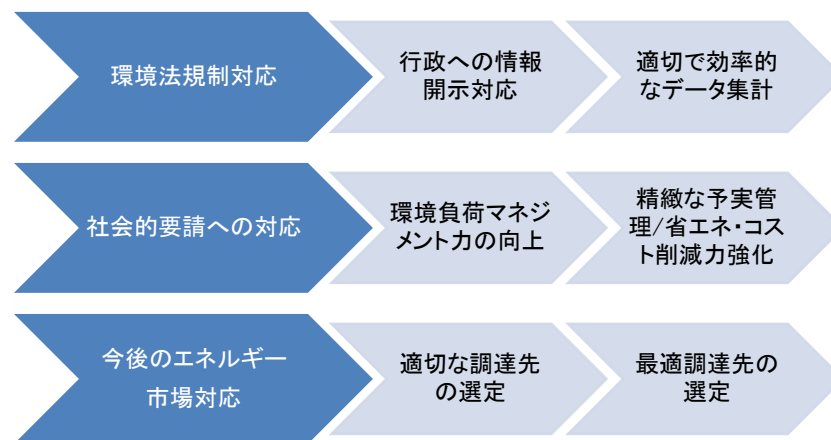 環境法規制対応
行政への情報
開示対応
適切で効率的
なデータ集計
社会的要請への対応
環境負荷マネジ
メント力の向上
精緻な予実管
理/省エネ・コス
ト削減力強化
今後のエネルギー
市場対応
適切な調達先
の選定
最適調達先の
選定